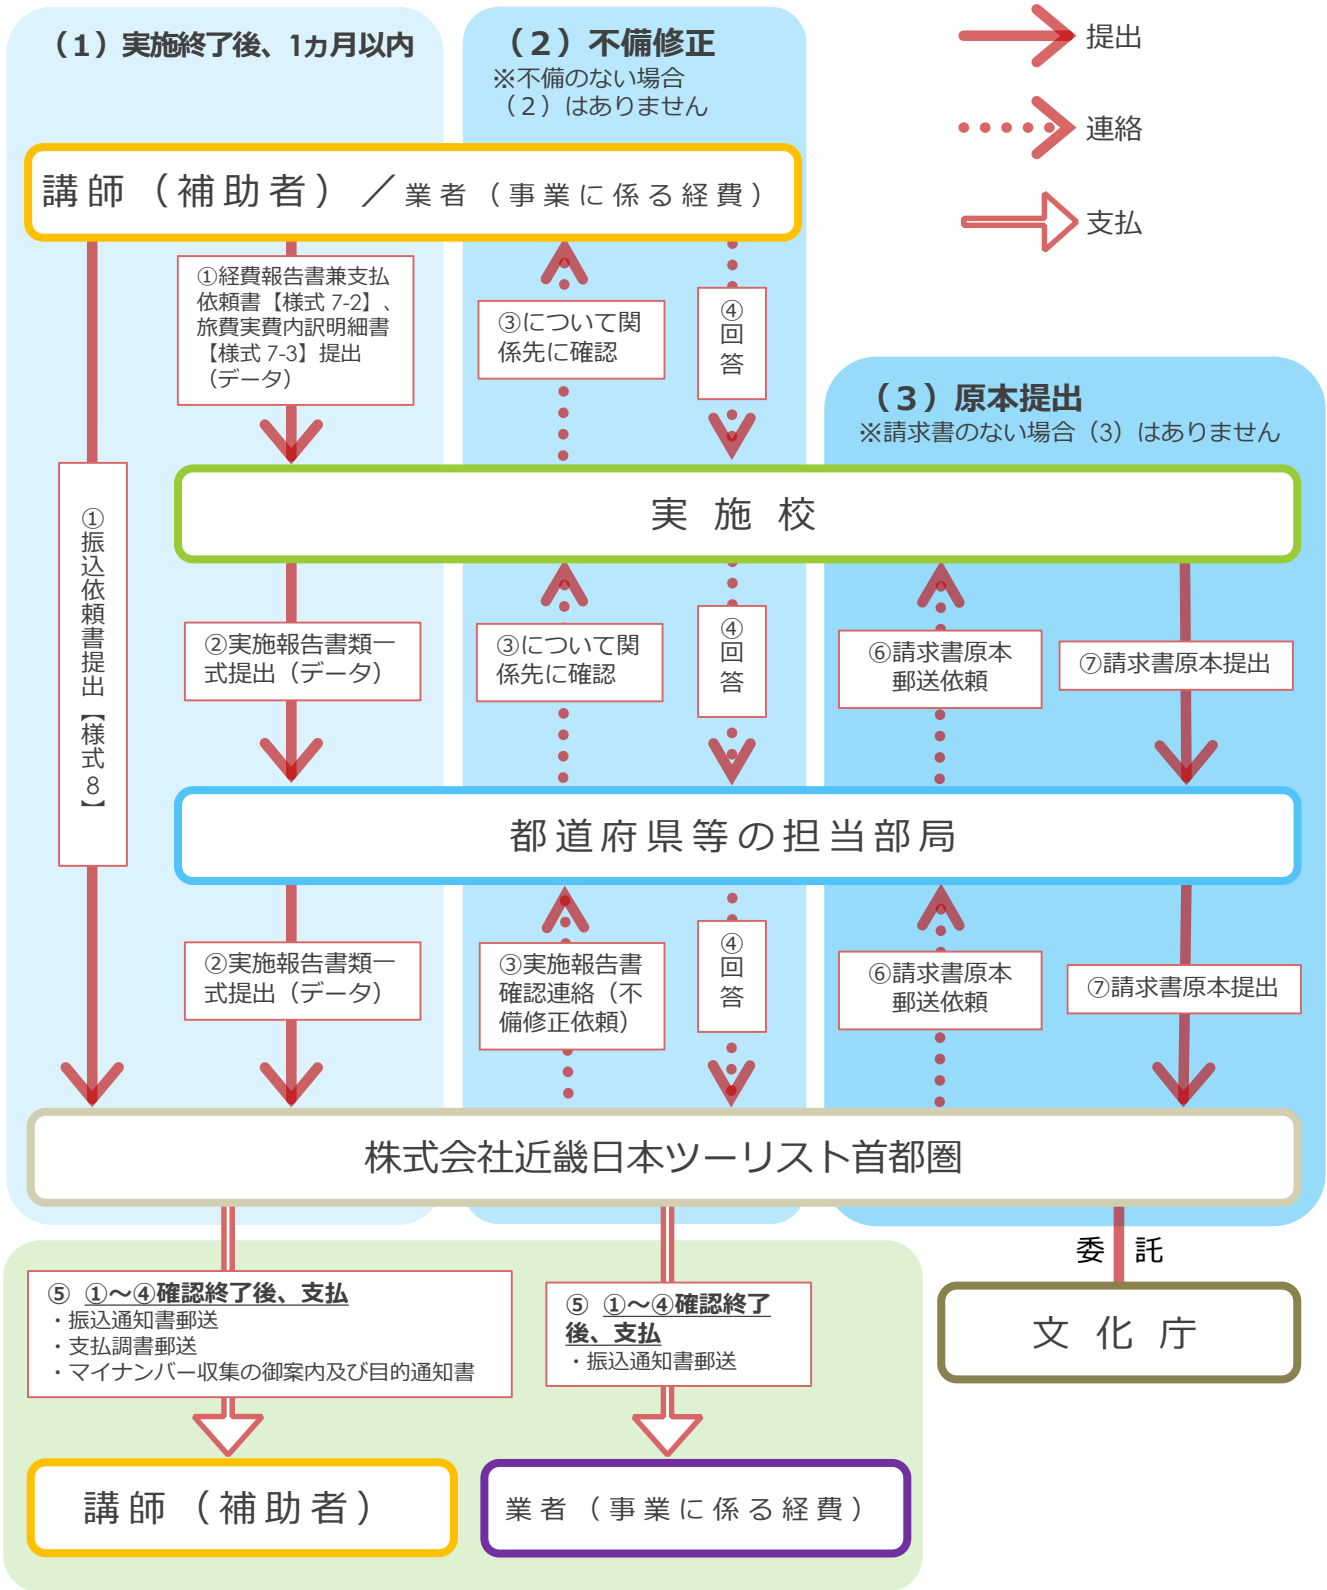 （１）実施終了後、1ヵ月以内
（２）不備修正
※不備のない場合
（２）はありません
提出
連絡
支払
講師（補助者）／業者（事業に係る経費）
①経費報告書兼支払
依頼書【様式 7-2】、
旅費実費内訳明細書
【様式 7-3】提出
（データ）
③について関
係先に確認
④回答
（３）原本提出
※請求書のない場合（3）はありません
実施校
①振込依頼書提出【様式８】
②実施報告書類一
式提出（データ）
③について関
係先に確認
④回答
⑥請求書原本
郵送依頼
⑦請求書原本提出
都道府県等の担当部局
②実施報告書類一
式提出（データ）
③実施報告書
確認連絡（不
備修正依頼）
④回答
⑥請求書原本
郵送依頼
⑦請求書原本提出
株式会社近畿日本ツーリスト首都圏
委託
⑤ ①～④確認終了後、支払
・振込通知書郵送
・支払調書郵送
・マイナンバー収集の御案内及び目的通知書
⑤ ①～④確認終了
後、支払
・振込通知書郵送
文化庁
講師（補助者）
業者（事業に係る経費）